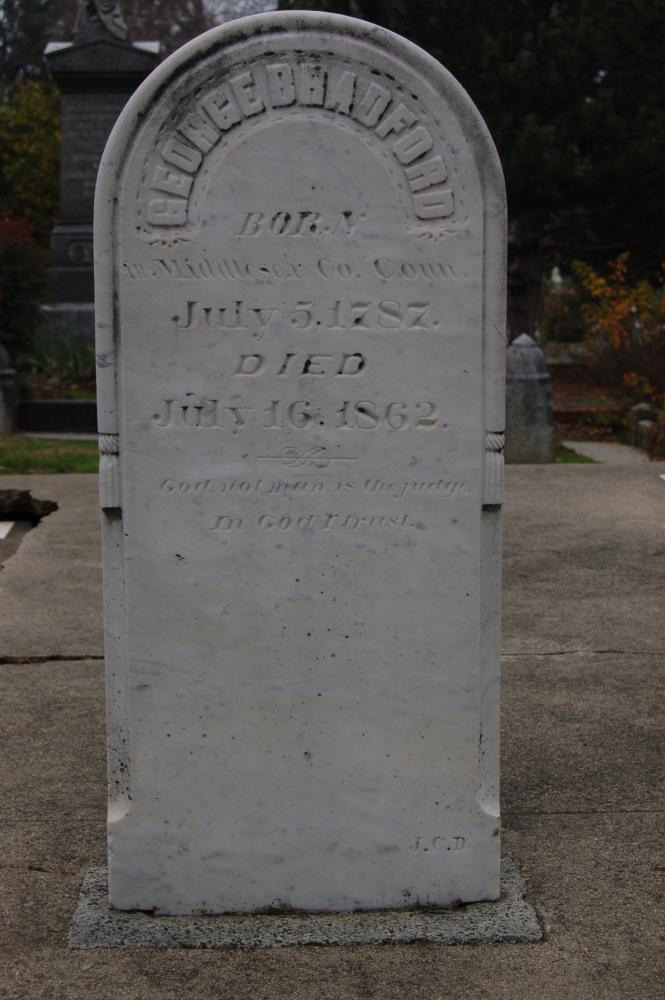 GEORGE BRADFORD
BORN
in Middlesex Co. Conn.
July 5. 1787.
DIED
July 16. 1862.
God, not man, is the judge.
In God I trust.
J.C.D.